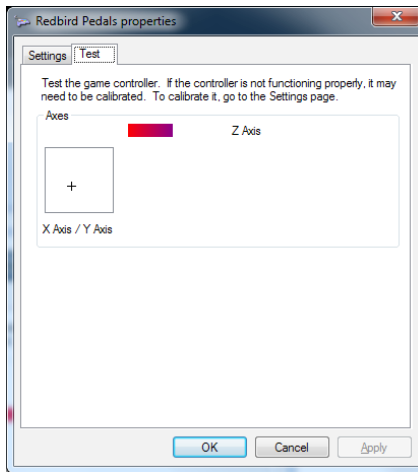 Redbird Pedals properties
Settings
Test
Test the game controller. If the controller is not functioning properly, it may
need to be calibrated. To calibrate it, go to the Settings page.
Axes
Z Axis
X Axis / Y Axis
OK
Cancel
Apply